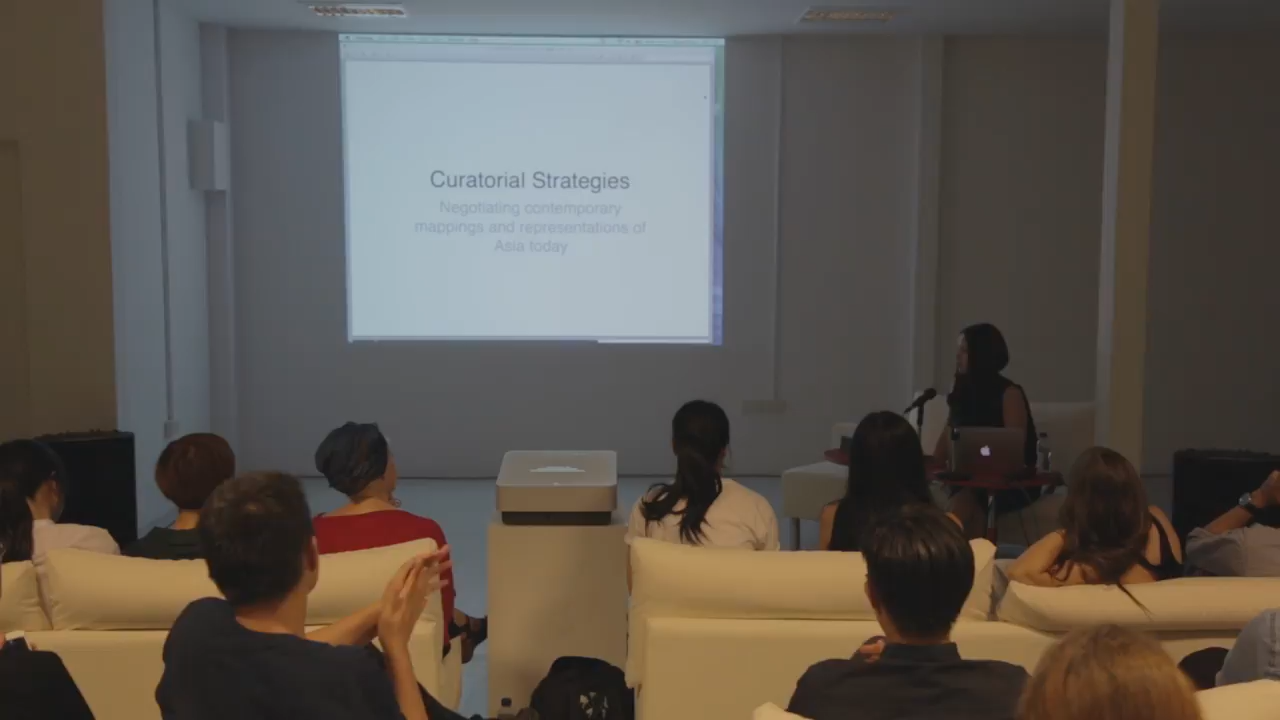 Curatorial Strategies
Negotiating contemporary
mappings and representations of
Asia today